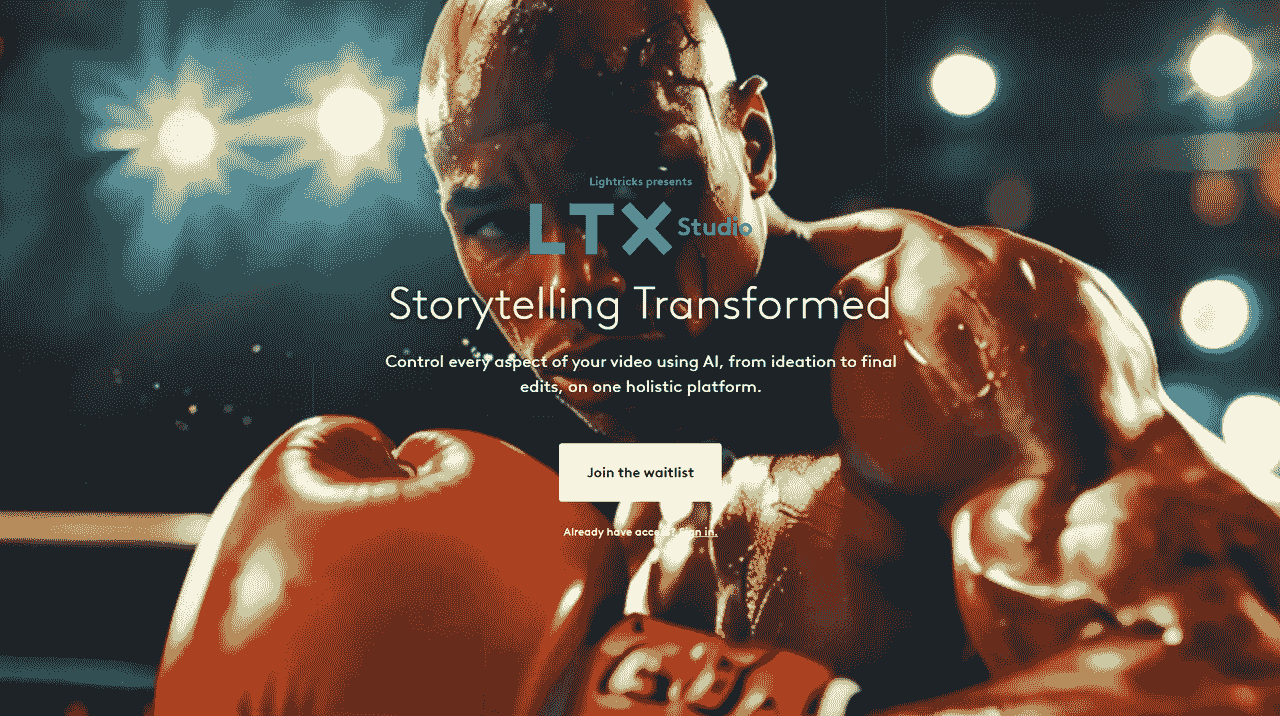 Lightricks presents
LTX Studio
Storytelling Transformed
Control every aspect of your video using AI, from ideation to final
edits, on one holistic platform.
Join the waitlist
Already have access? Sign in.